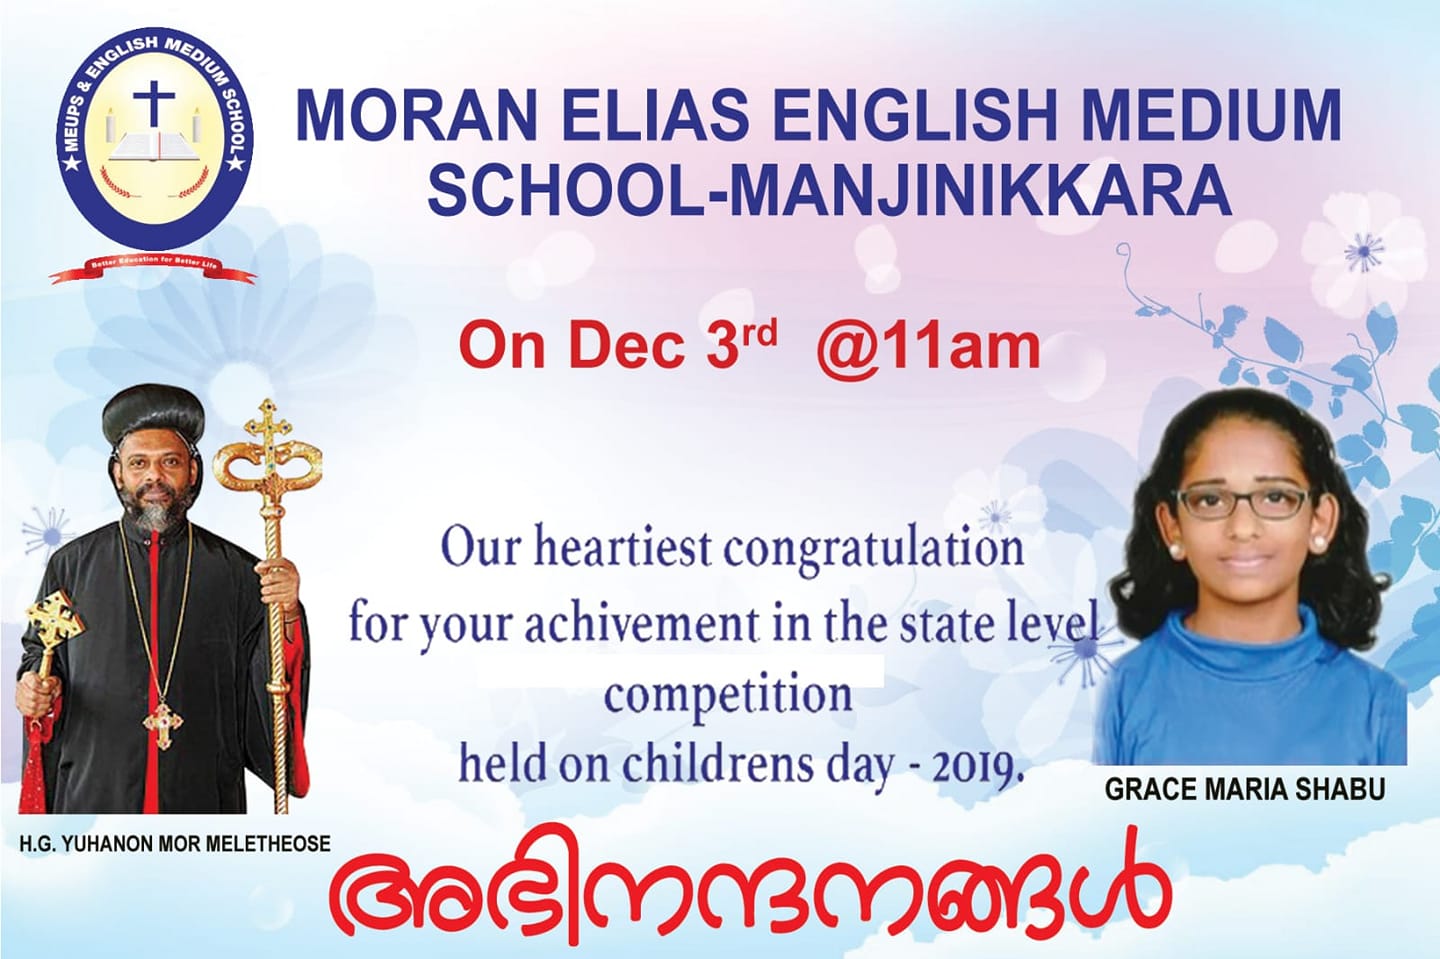 MEUPS & ENGLISH MEDIUM SCHOOL
Better Education for Better Life
MORAN ELIAS ENGLISH MEDIUM
SCHOOL-MANJINIKKARA
On Dec 3rd @11am
Our heartiest congratulation
for your achivement in the state level
competition
held on childrens day - 2019.
GRACE MARIA SHABU
H.G. YUHANON MOR MELETHEOSE
അഭിനന്ദനങ്ങൾ